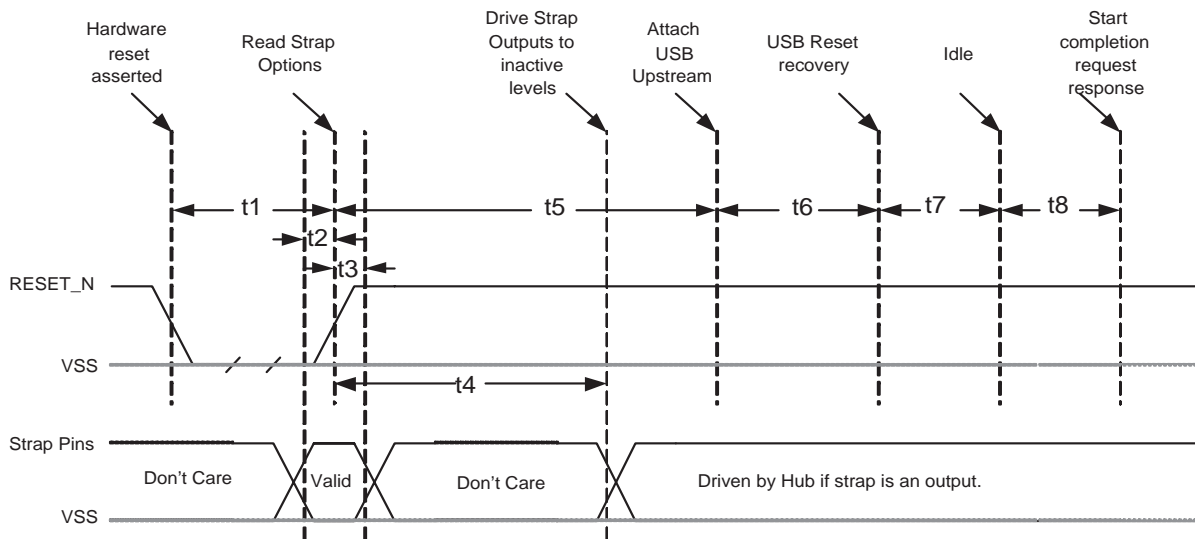 Hardware
reset
asserted
Read Strap
Options
Drive Strap
Outputs to
inactive
levels
Attach
USB
Upstream
USB Reset
recovery
Idle
Start
completion
request
response
t1
t5
t6
t7
t8
t2
t3
RESET_N
VSS
t4
Strap Pins
Don't Care
Valid
Don't Care
Driven by Hub if strap is an output.
VSS